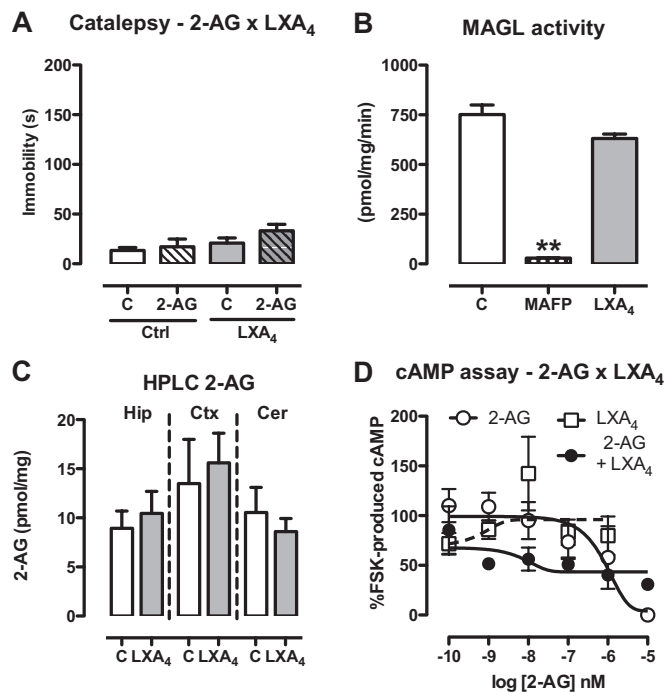 A
Catalepsy - 2-AG x LXA4
Immobility (s)
200
150
100
50
0
C 2-AG C 2-AG
Ctrl LXA4
B
MAGL activity
(pmol/mg/min)
750
500
250
0
**
C MAFP LXA4
C
HPLC 2-AG
Hip Ctx Cer
2-AG (pmol/mg)
20
15
10
5
0
C LXA4 C LXA4 C LXA4
D
cAMP assay - 2-AG x LXA4
2-AG LXA4
2-AG
+ LXA4
%FSK-produced cAMP
200
150
100
50
0
-10 -9 -8 -7 -6 -5
log [2-AG] nM